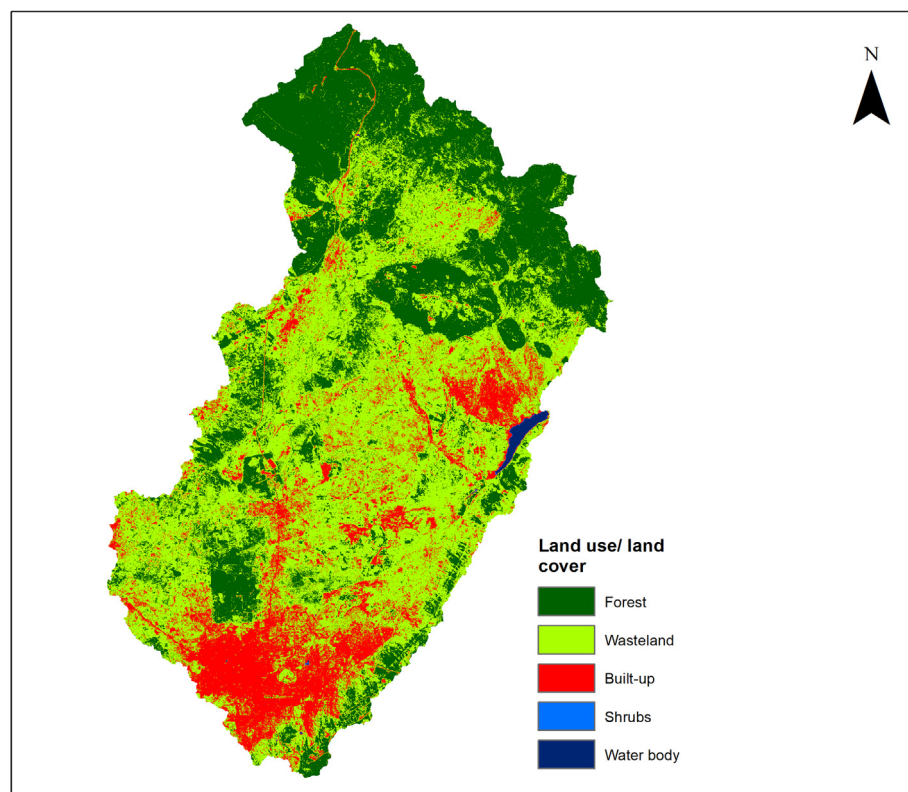 N
Land use/ land
cover
Forest
Wasteland
Built-up
Shrubs
Water body